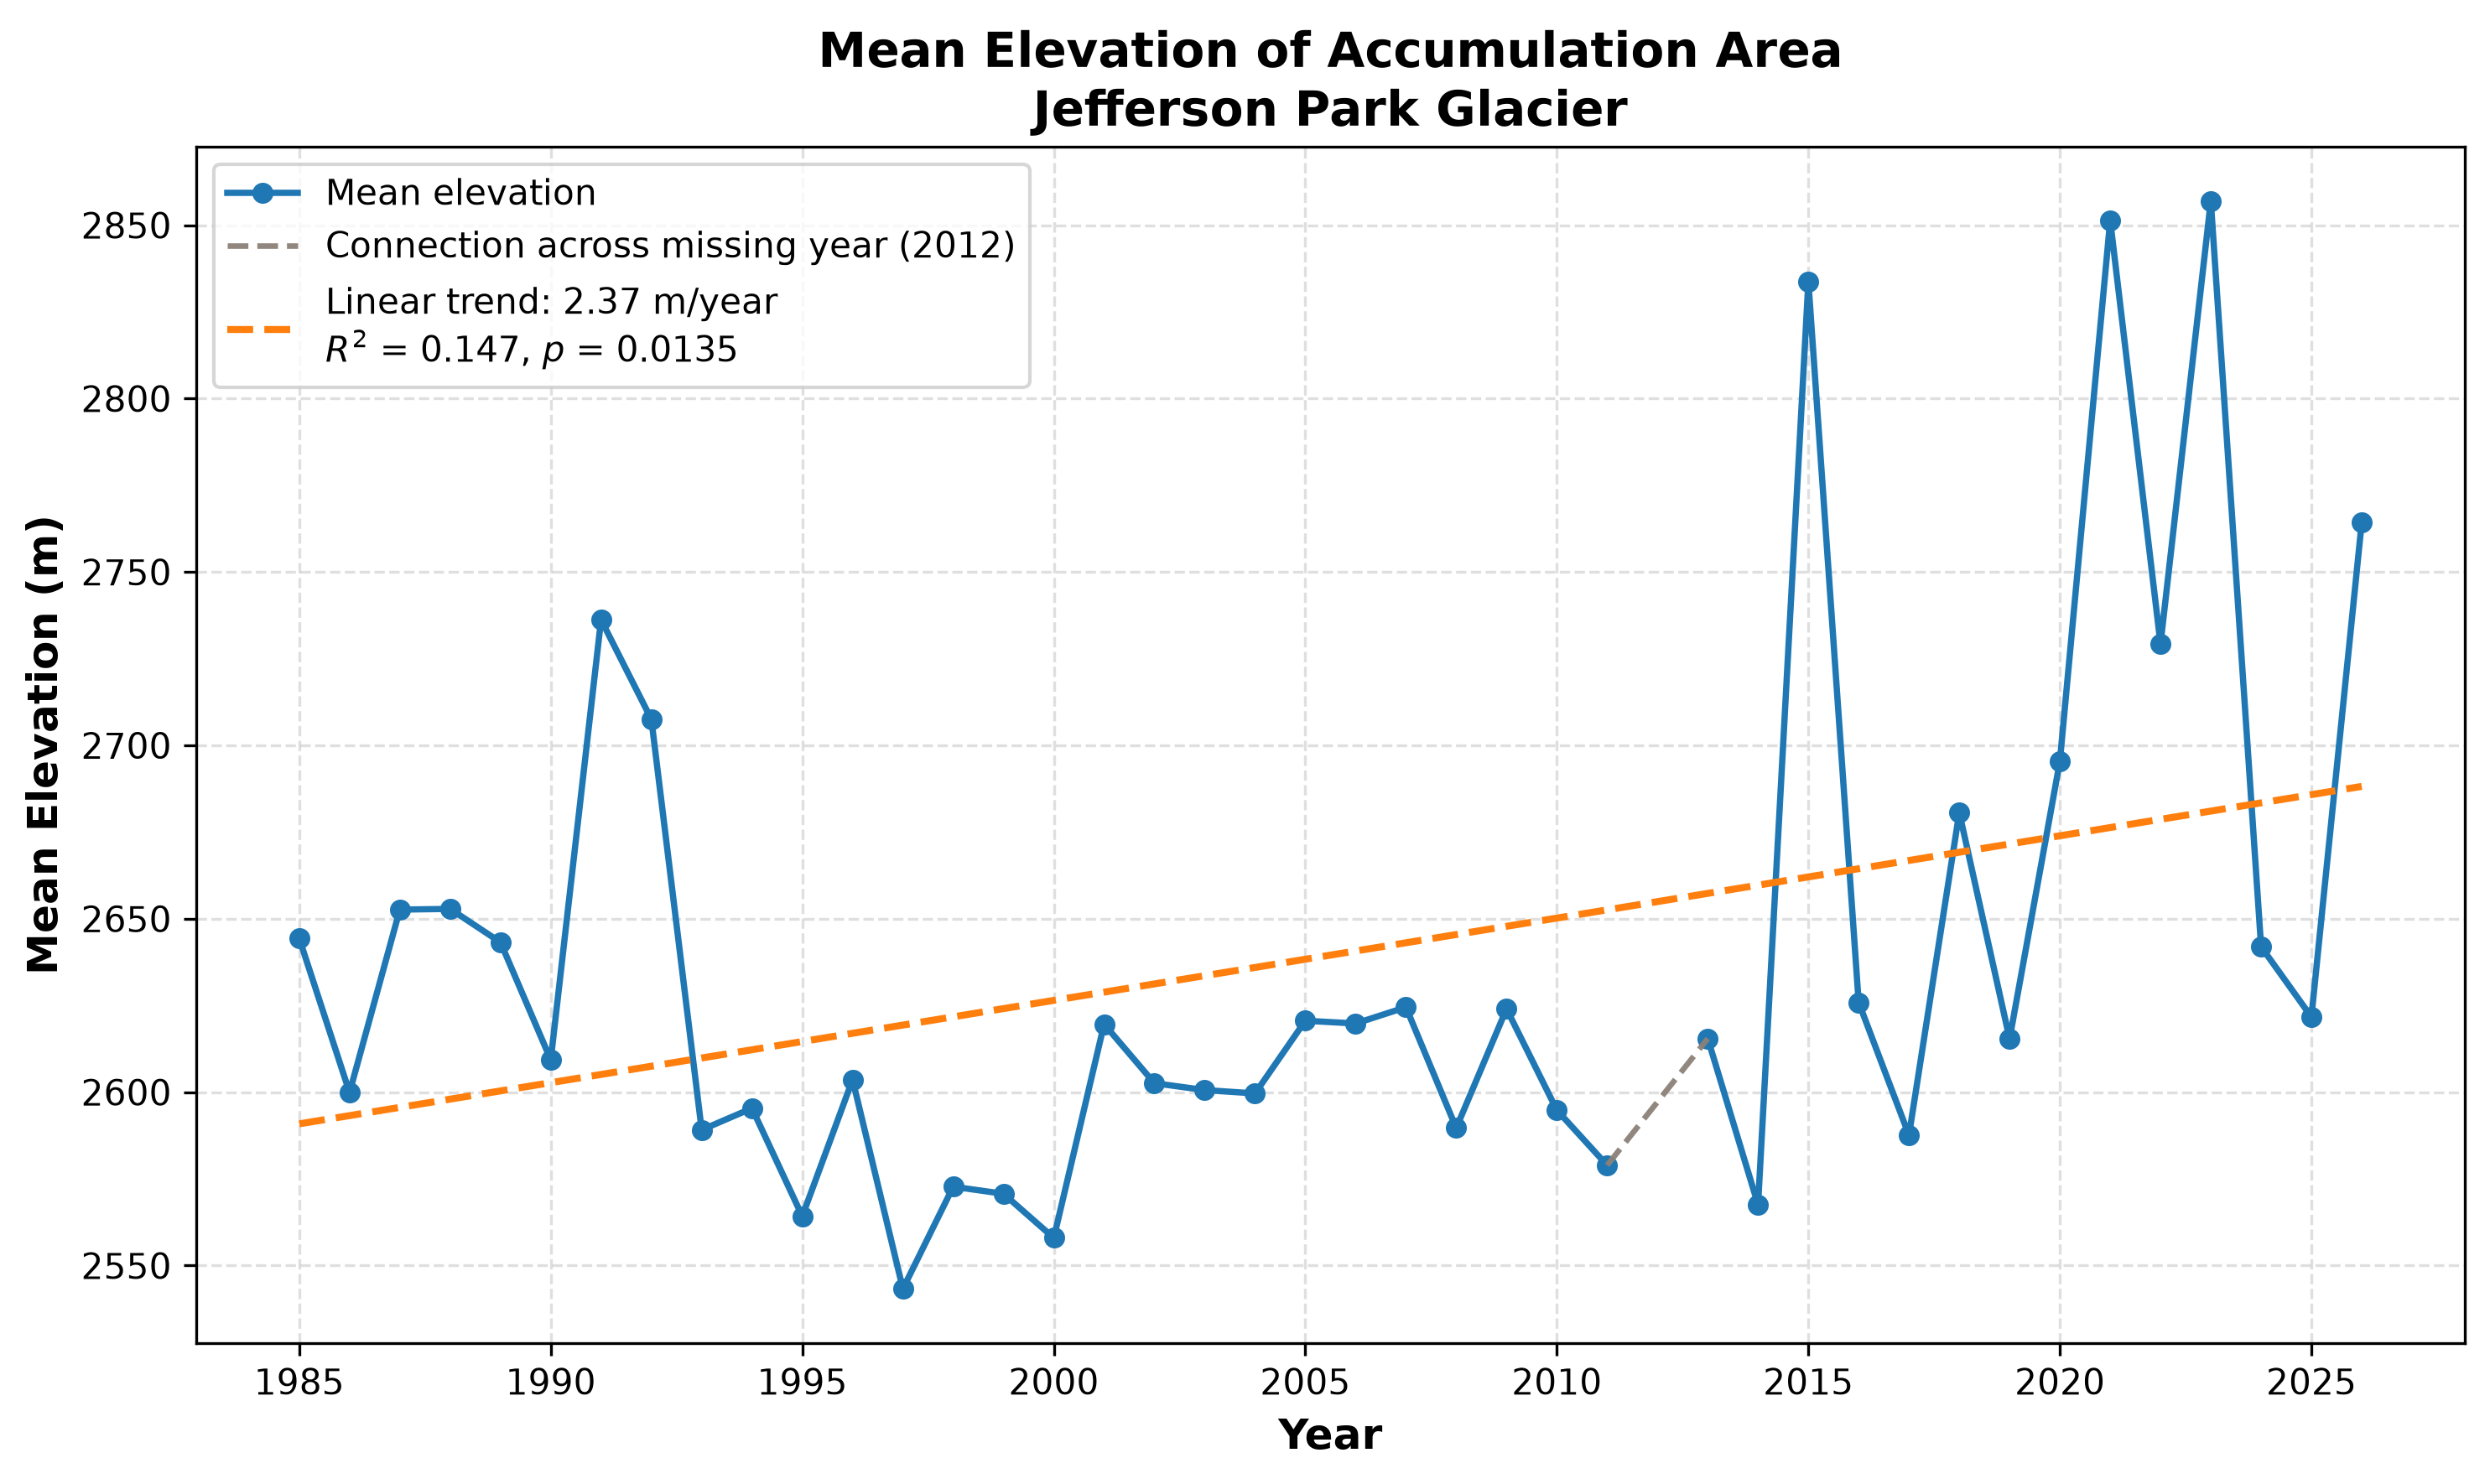 Mean Elevation of Accumulation Area
Jefferson Park Glacier
Mean elevation
Connection across missing year (2012)
Linear trend: 2.37 m/year
R² = 0.147, p = 0.0135
Mean Elevation (m)
2850
2800
2750
2700
2650
2600
2550
1985
1990
1995
2000
2005
2010
2015
2020
2025
Year